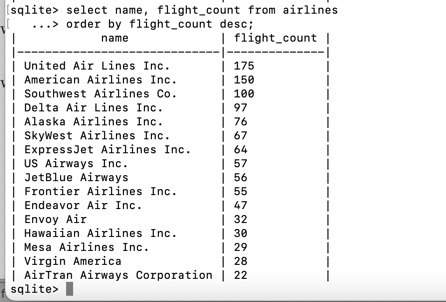 sqlite> select name, flight_count from airlines
   ...> order by flight_count desc;
|            name             | flight_count |
|-----------------------------|--------------|
| United Air Lines Inc.       | 175          |
| American Airlines Inc.      | 150          |
| Southwest Airlines Co.      | 100          |
| Delta Air Lines Inc.        | 97           |
| Alaska Airlines Inc.        | 76           |
| SkyWest Airlines Inc.       | 67           |
| ExpressJet Airlines Inc.    | 64           |
| US Airways Inc.             | 57           |
| JetBlue Airways             | 56           |
| Frontier Airlines Inc.      | 55           |
| Endeavor Air Inc.           | 47           |
| Envoy Air                   | 32           |
| Hawaiian Airlines Inc.      | 30           |
| Mesa Airlines Inc.          | 29           |
| Virgin America              | 28           |
| AirTran Airways Corporation | 22           |
sqlite>